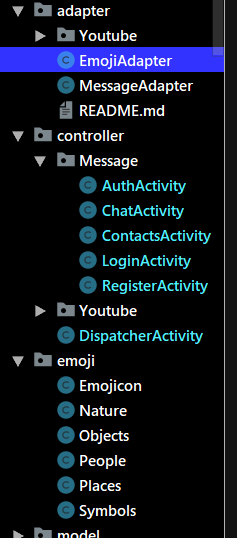 adapter
Youtube
EmojiAdapter
MessageAdapter
README.md
controller
Message
AuthActivity
ChatActivity
ContactsActivity
LoginActivity
RegisterActivity
Youtube
DispatcherActivity
emoji
Emojicon
Nature
Objects
People
Places
Symbols
model